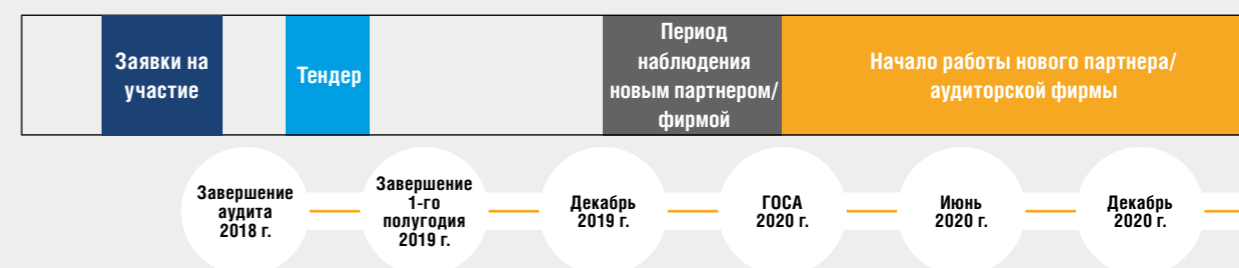 Заявки на
участие
Тендер
Период
наблюдения
новым партнером/
фирмой
Начало работы нового партнера/
аудиторской фирмы
Завершение
аудита
2018 г.
Завершение
1-го
полугодия
2019 г.
Декабрь
2019 г.
ГОСА
2020 г.
Июнь
2020 г.
Декабрь
2020 г.